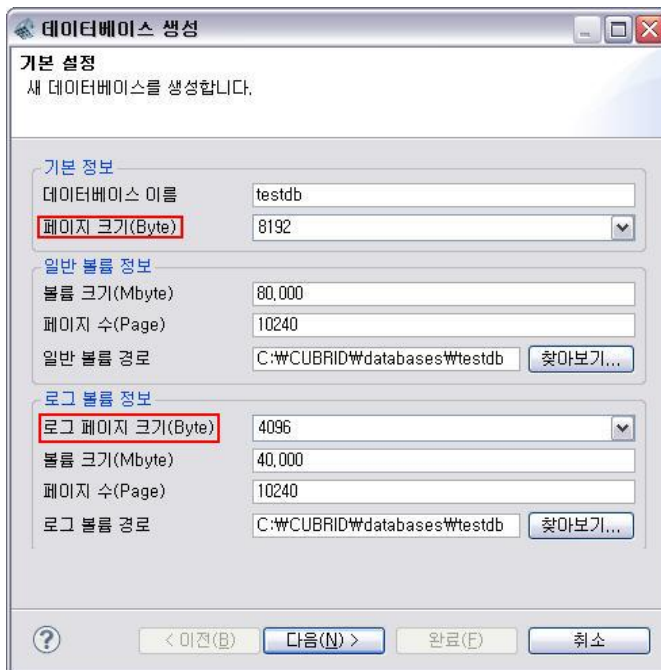 데이터베이스 생성
기본 설정
새 데이터베이스를 생성합니다.
기본 정보
데이터베이스 이름 testdb
페이지 크기(Byte) 8192
일반 볼륨 정보
볼륨 크기(Mbyte) 80,000
페이지 수(Page) 10240
일반 볼륨 경로 C:₩CUBRID₩databases₩testdb 찾아보기...
로그 볼륨 정보
로그 페이지 크기(Byte) 4096
볼륨 크기(Mbyte) 40,000
페이지 수(Page) 10240
로그 볼륨 경로 C:₩CUBRID₩databases₩testdb 찾아보기...
? < 이전(B) 다음(N) > 완료(F) 취소